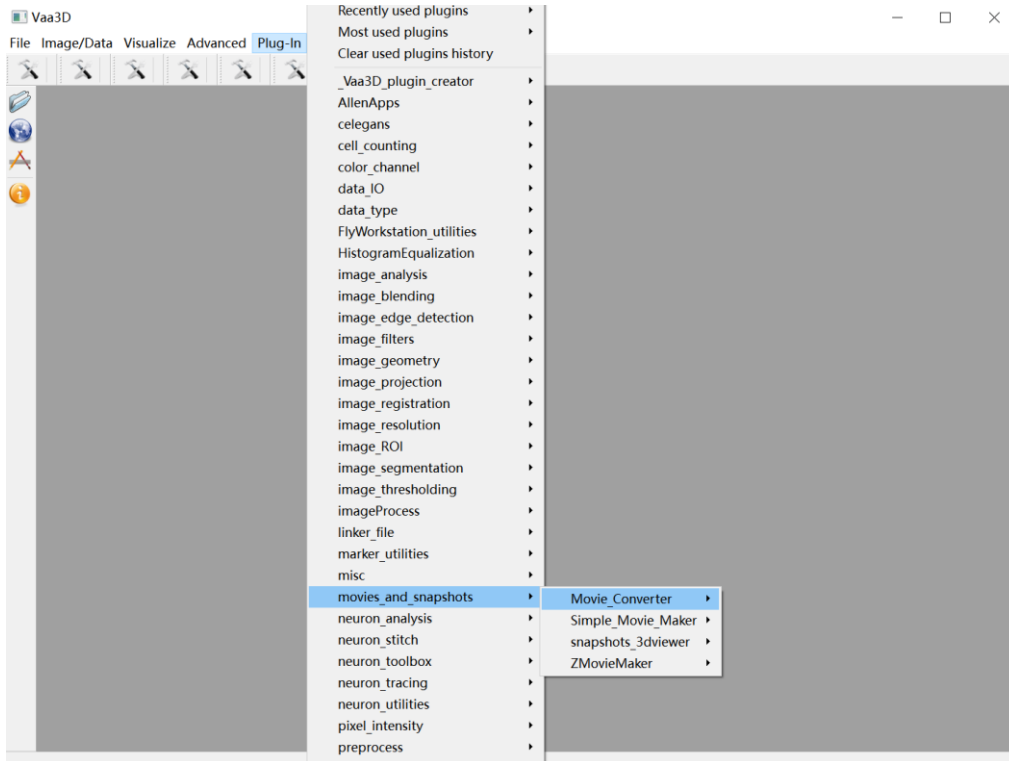 Vaa3D
File Image/Data Visualize Advanced Plug-In
Recently used plugins
Most used plugins
Clear used plugins history
_Vaa3D_plugin_creator
AllenApps
celegans
cell_counting
color_channel
data_IO
data_type
FlyWorkstation_utilities
HistogramEqualization
image_analysis
image_blending
image_edge_detection
image_filters
image_geometry
image_projection
image_registration
image_resolution
image_ROI
image_segmentation
image_thresholding
imageProcess
linker_file
marker_utilities
misc
movies_and_snapshots
neuron_analysis
neuron_stitch
neuron_toolbox
neuron_tracing
neuron_utilities
pixel_intensity
preprocess
Movie_Converter
Simple_Movie_Maker
snapshots_3dviewer
ZMovieMaker